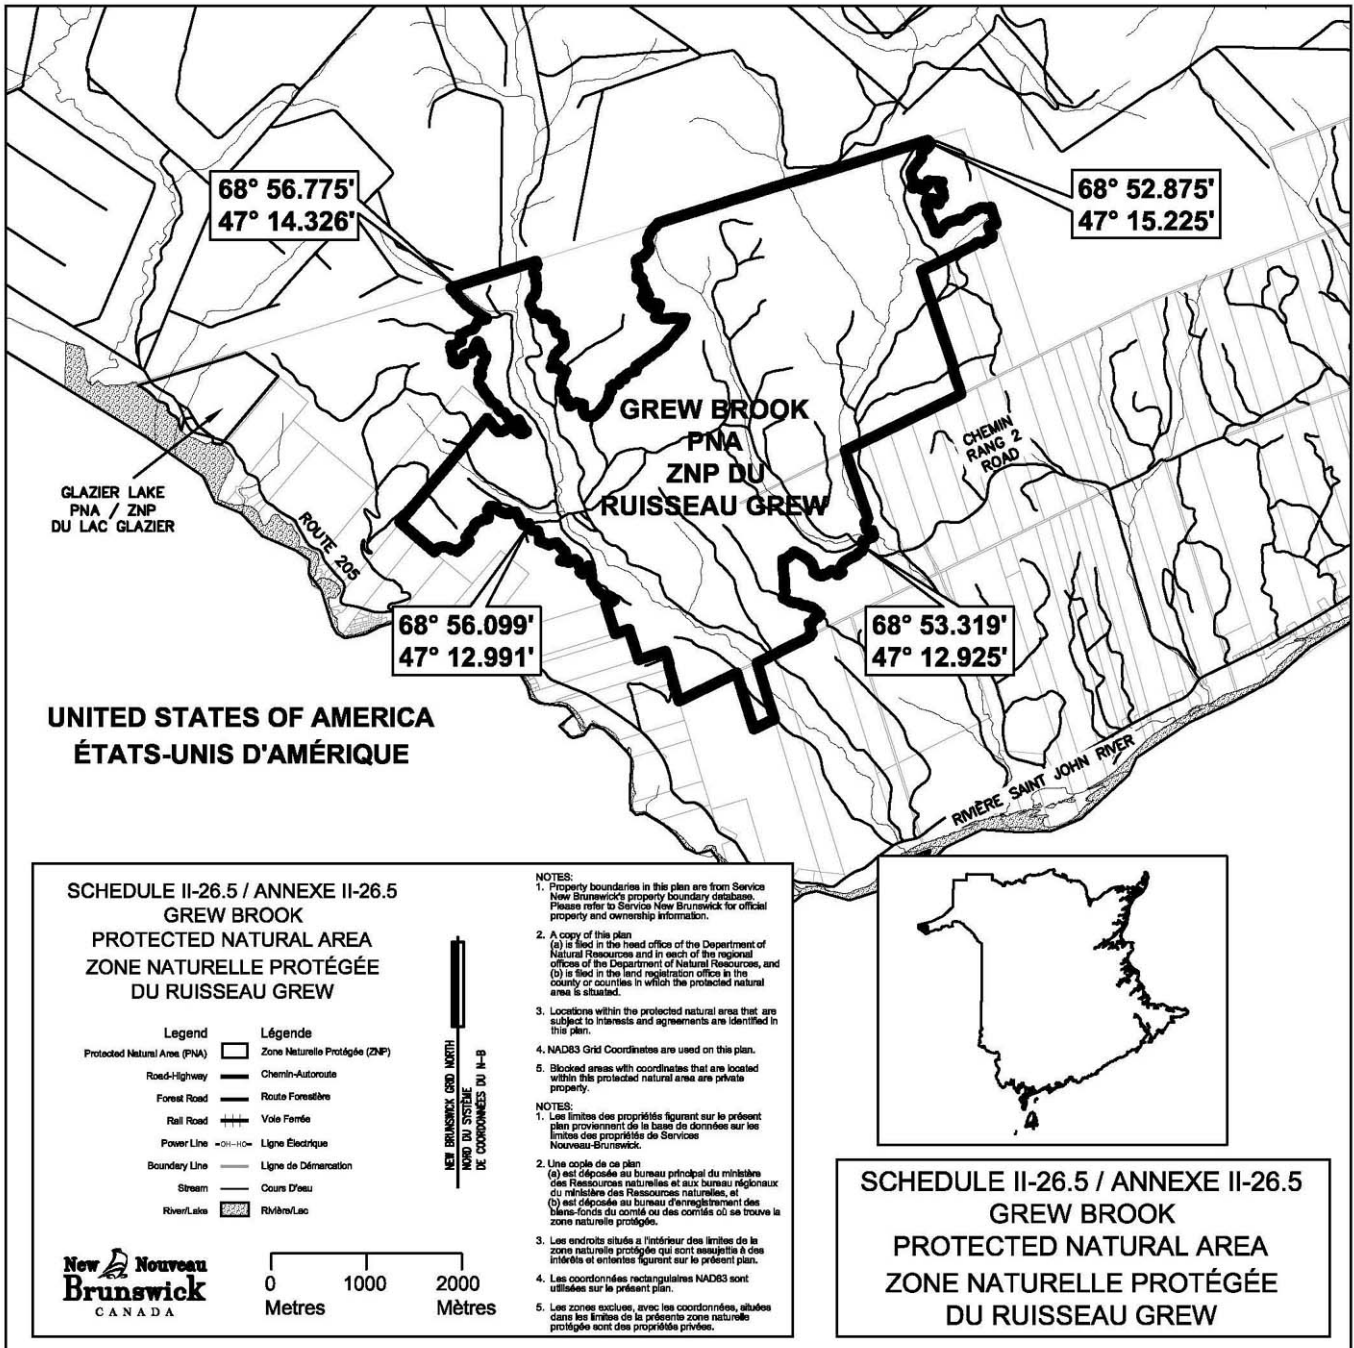 68° 56.775'
47° 14.326'
68° 52.875'
47° 15.225'
GREW BROOK
PNA
ZNP DU
RUISSEAU GREW
CHEMIN
RANG 2
ROAD
GLAZIER LAKE
PNA / ZNP
DU LAC GLAZIER
ROUTE 205
68° 56.099'
47° 12.991'
68° 53.319'
47° 12.925'
UNITED STATES OF AMERICA
ÉTATS-UNIS D'AMÉRIQUE
RIVIÈRE SAINT JOHN RIVER
SCHEDULE II-26.5 / ANNEXE II-26.5
GREW BROOK
PROTECTED NATURAL AREA
ZONE NATURELLE PROTÉGÉE
DU RUISSEAU GREW
Legend Légende
Protected Natural Area (PNA) Zone Naturelle Protégée (ZNP)
Road-Highway Chemin-Autoroute
Forest Road Route Forestière
Rail Road Voie Ferrée
Power Line -OH-HO- Ligne Électrique
Boundary Line Ligne de Démarcation
Stream Cours D'eau
River/Lake Rivière/Lac
NEW BRUNSWICK GRID NORTH
NORD DU SYSTÈME
DE COORDONNÉES DU N-B
New Nouveau
Brunswick
CANADA
0 1000 2000
Metres Mètres
NOTES:
1. Property boundaries in this plan are from Service
New Brunswick's property boundary database.
Please refer to Service New Brunswick for official
property and ownership information.
2. A copy of this plan
(a) is filed in the head office of the Department of
Natural Resources and in each of the regional
offices of the Department of Natural Resources, and
(b) is filed in the land registration office in the
county or counties in which the protected natural
area is situated.
3. Locations within the protected natural area that are
subject to interests and agreements are identified in
this plan.
4. NAD83 Grid Coordinates are used on this plan.
5. Blocked areas with coordinates that are located
within this protected natural area are private
property.
NOTES:
1. Les limites des propriétés figurant sur le présent
plan proviennent de la base de données sur les
limites des propriétés de Services
Nouveau-Brunswick.
2. Une copie de ce plan
(a) est déposée au bureau principal du ministère
des Ressources naturelles et aux bureau régionaux
du ministère des Ressources naturelles, et
(b) est déposée au bureau d'enregistrement des
biens-fonds du comté ou des comtés où se trouve la
zone naturelle protégée.
3. Les endroits situés a l'intérieur des limites de la
zone naturelle protégée qui sont assujettis à des
intérêts et ententes figurent sur le présent plan.
4. Les coordonnées rectangulaires NAD83 sont
utilisées sur le présent plan.
5. Les zones exclues, avec les coordonnées, situées
dans les limites de la présente zone naturelle
protégée sont des propriétés privées.
SCHEDULE II-26.5 / ANNEXE II-26.5
GREW BROOK
PROTECTED NATURAL AREA
ZONE NATURELLE PROTÉGÉE
DU RUISSEAU GREW